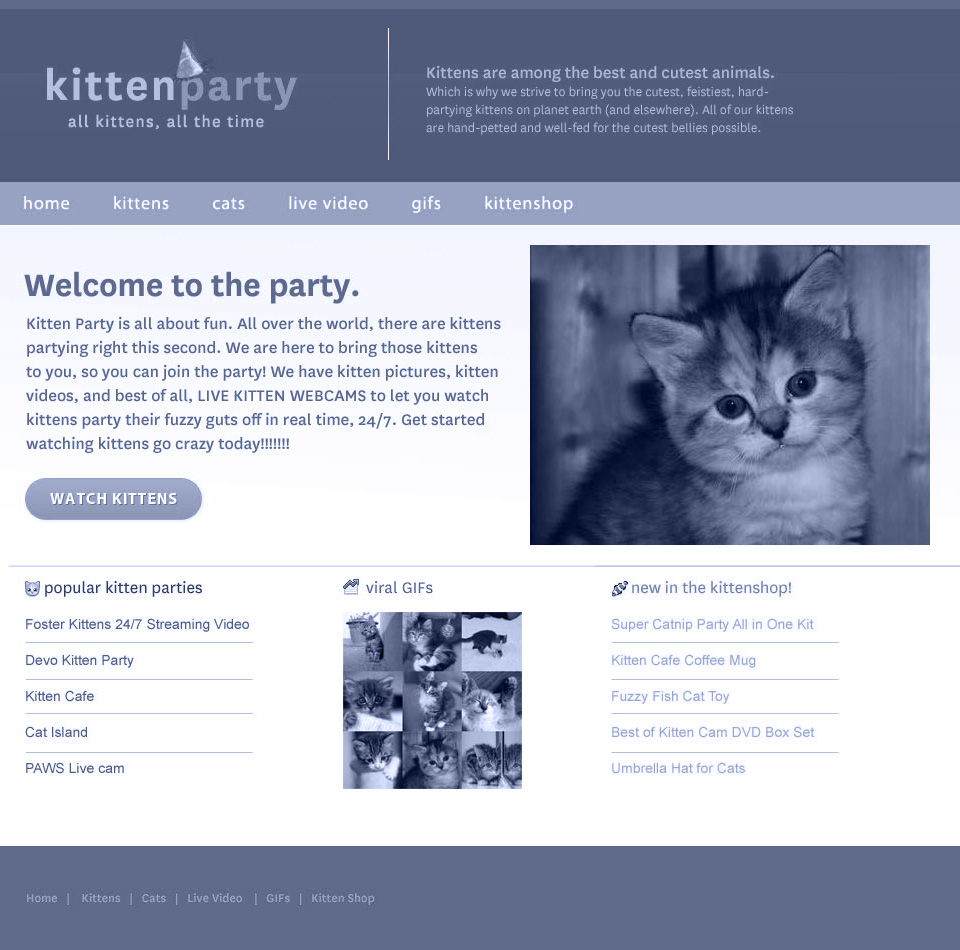 kittenparty
all kittens, all the time
Kittens are among the best and cutest animals.
Which is why we strive to bring you the cutest, feistiest, hard-
partying kittens on planet earth (and elsewhere). All of our kittens
are hand-petted and well-fed for the cutest bellies possible.
home kittens cats live video gifs kittenshop
Welcome to the party.
Kitten Party is all about fun. All over the world, there are kittens
partying right this second. We are here to bring those kittens
to you, so you can join the party! We have kitten pictures, kitten
videos, and best of all, LIVE KITTEN WEBCAMS to let you watch
kittens party their fuzzy guts off in real time, 24/7. Get started
watching kittens go crazy today!!!!!!!
WATCH KITTENS
popular kitten parties
Foster Kittens 24/7 Streaming Video
Devo Kitten Party
Kitten Cafe
Cat Island
PAWS Live cam
viral GIFs
new in the kittenshop!
Super Catnip Party All in One Kit
Kitten Cafe Coffee Mug
Fuzzy Fish Cat Toy
Best of Kitten Cam DVD Box Set
Umbrella Hat for Cats
Home | Kittens | Cats | Live Video | GIFs | Kitten Shop